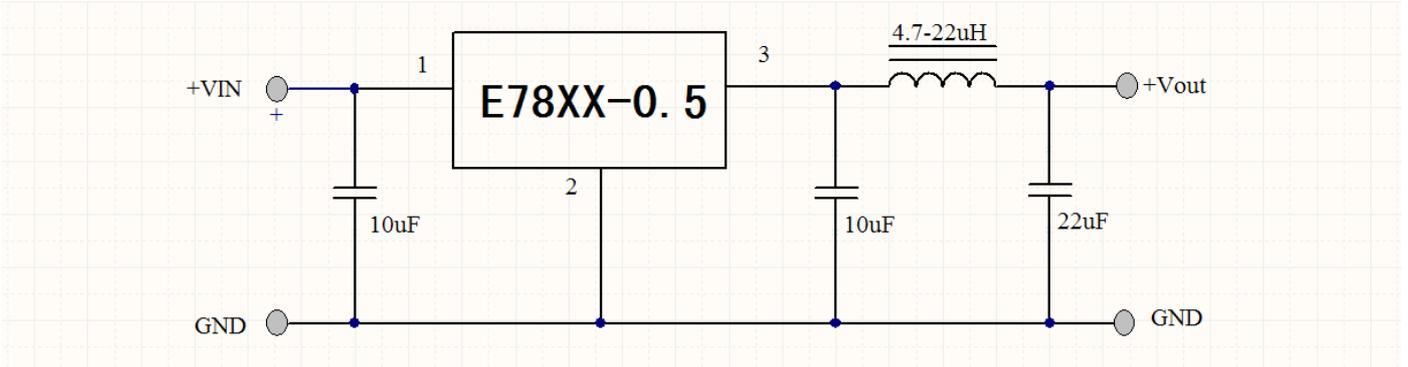 4.7-22uH
1
3
+VIN
E78XX-0.5
+Vout
+
2
10uF
10uF
22uF
GND
GND